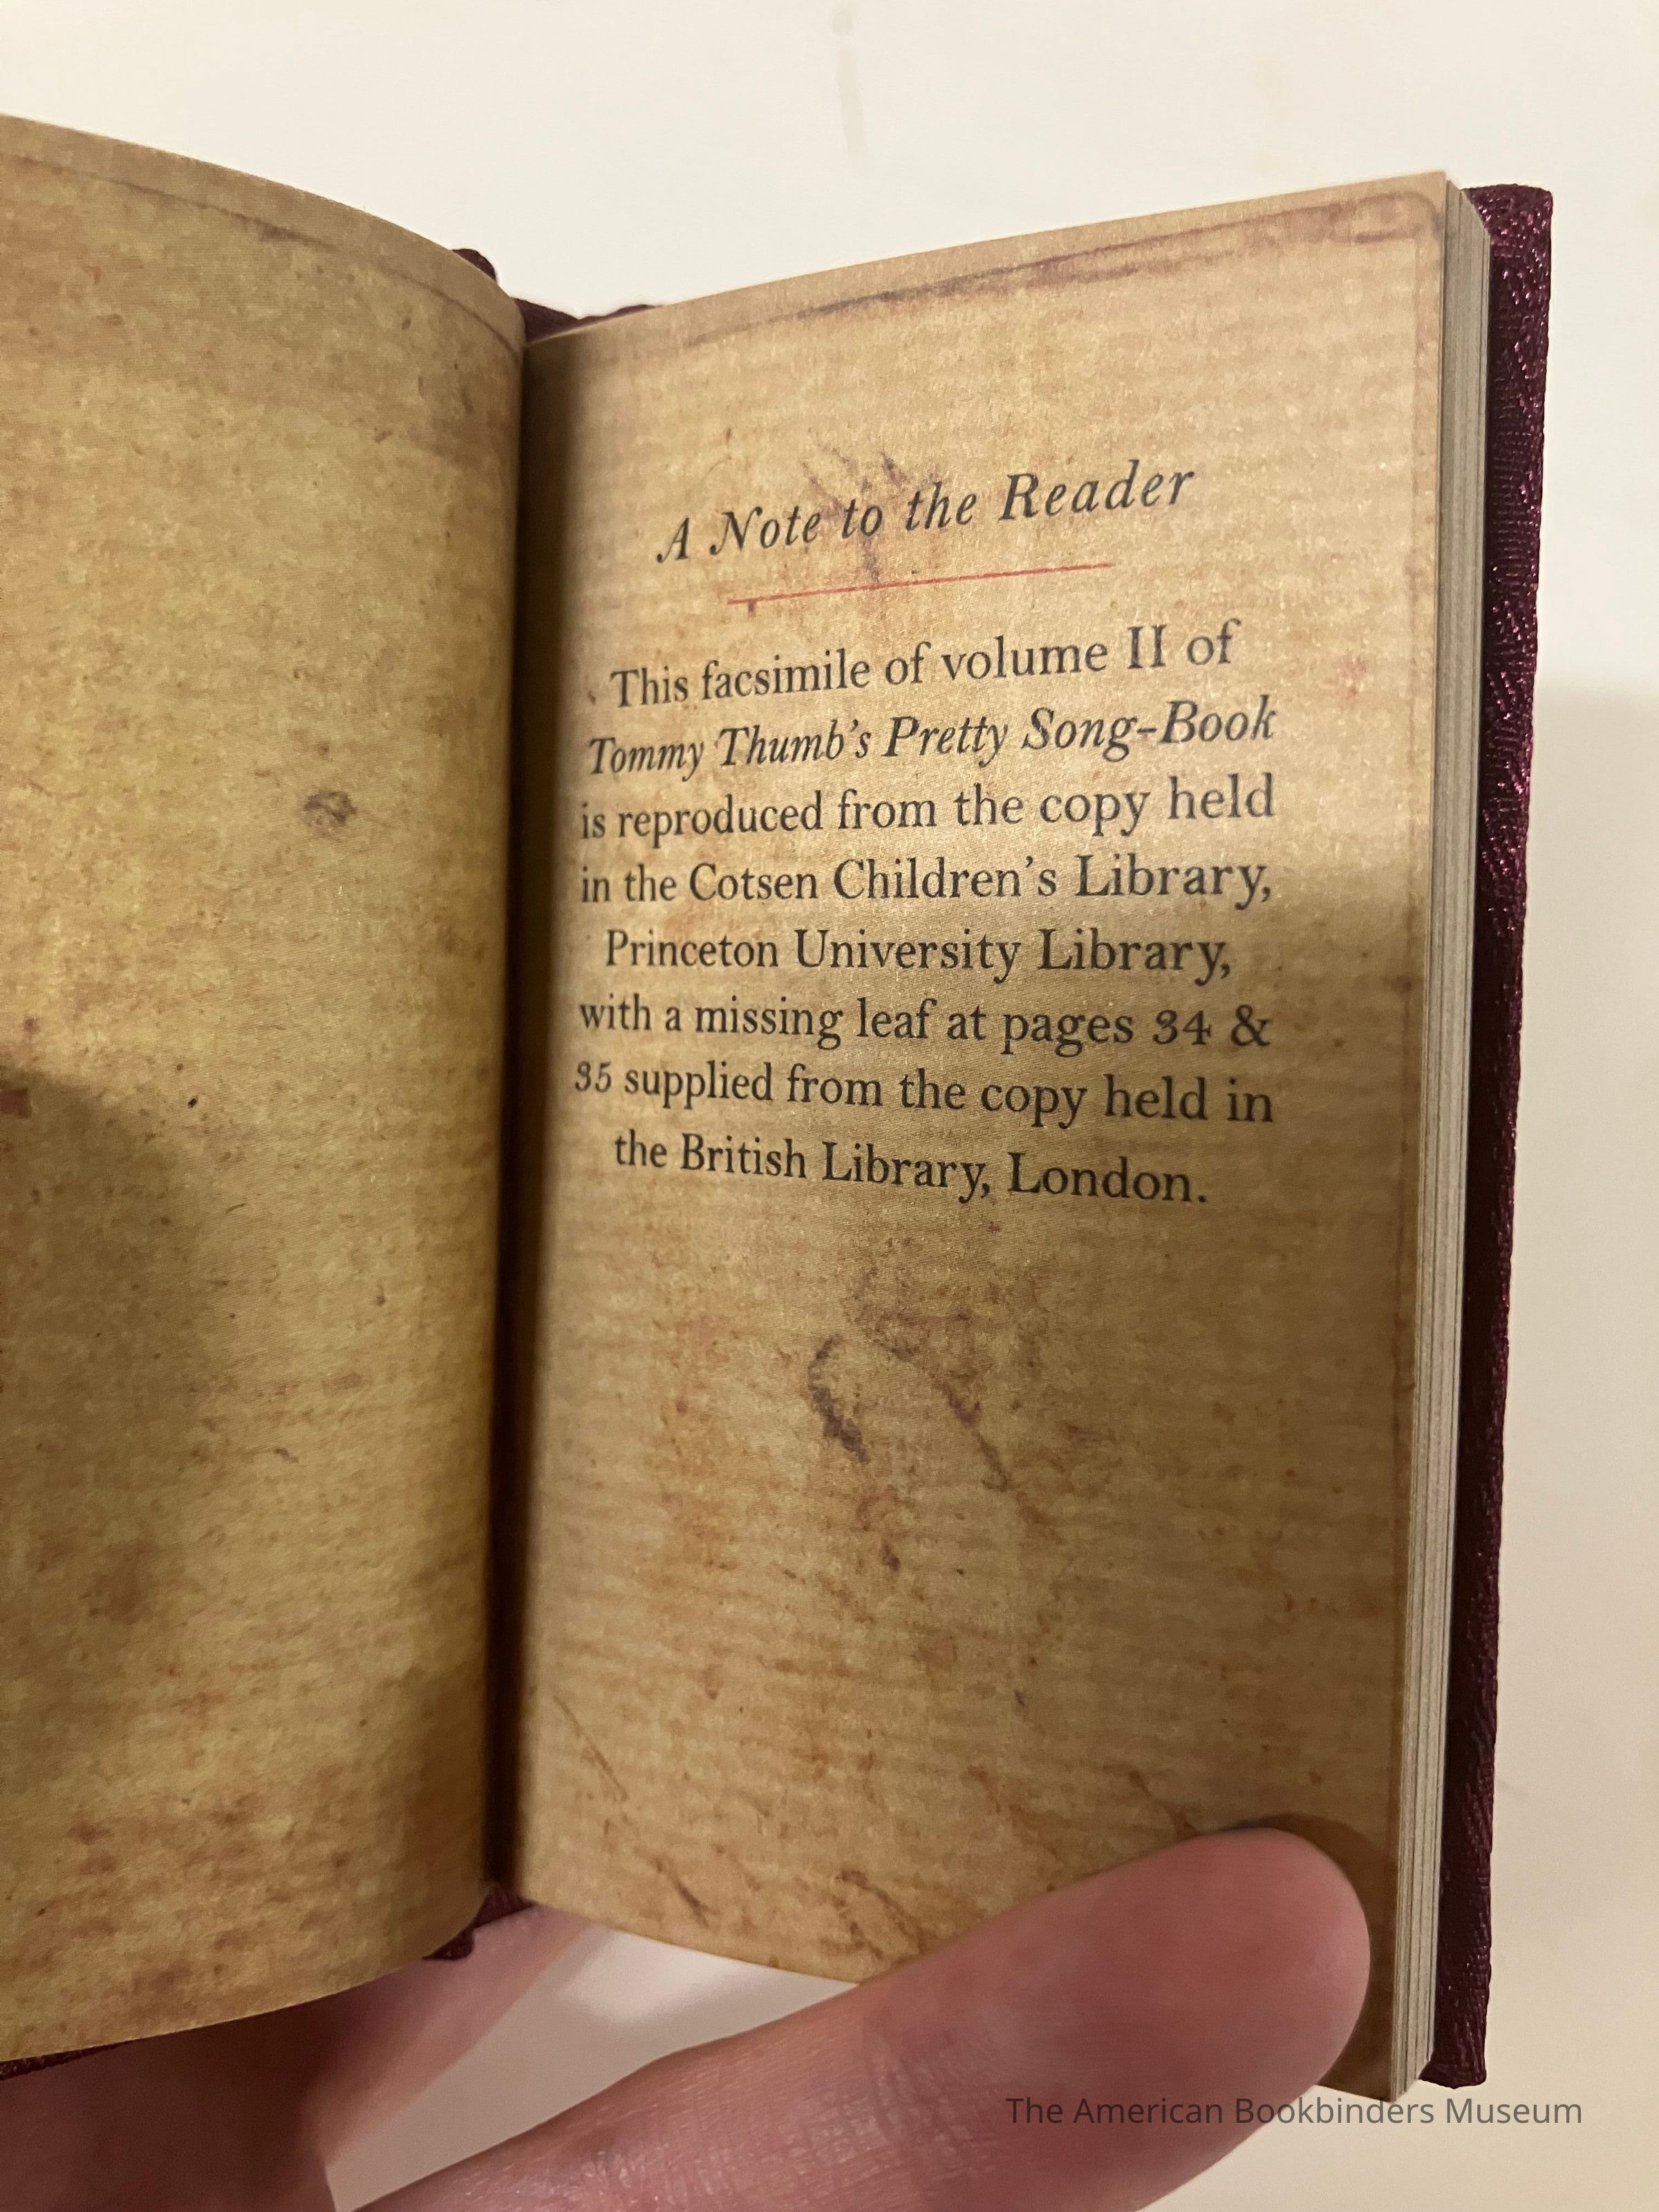 A Note to the Reader
This facsimile of volume II of
Tommy Thumb's Pretty Song-Book
is reproduced from the copy held
in the Cotsen Children's Library,
Princeton University Library,
with a missing leaf at pages 34 &
35 supplied from the copy held in
the British Library, London.
The American Bookbinders Museum